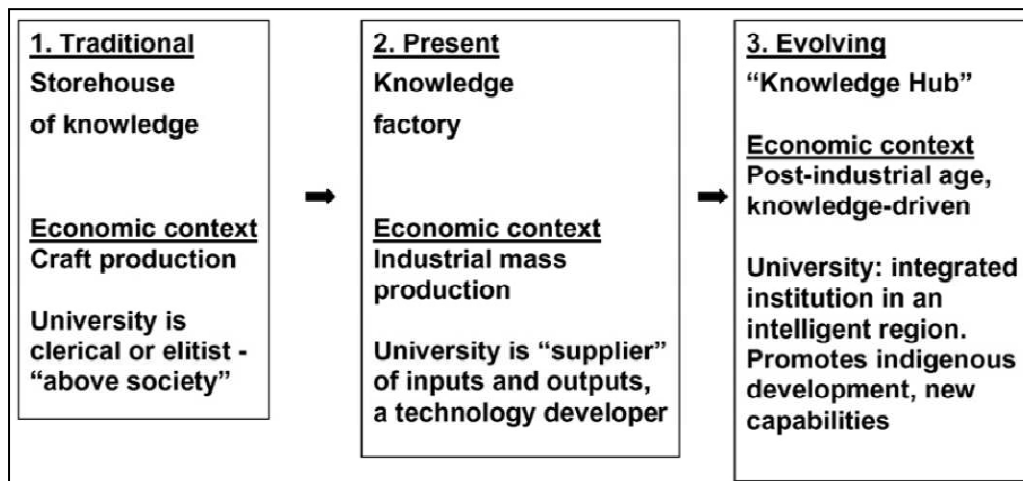 1. Traditional
Storehouse
of knowledge
Economic context
Craft production
University is
clerical or elitist -
“above society”
2. Present
Knowledge
factory
Economic context
Industrial mass
production
University is “supplier”
of inputs and outputs,
a technology developer
3. Evolving
“Knowledge Hub”
Economic context
Post-industrial age,
knowledge-driven
University: integrated
institution in an
intelligent region.
Promotes indigenous
development, new
capabilities